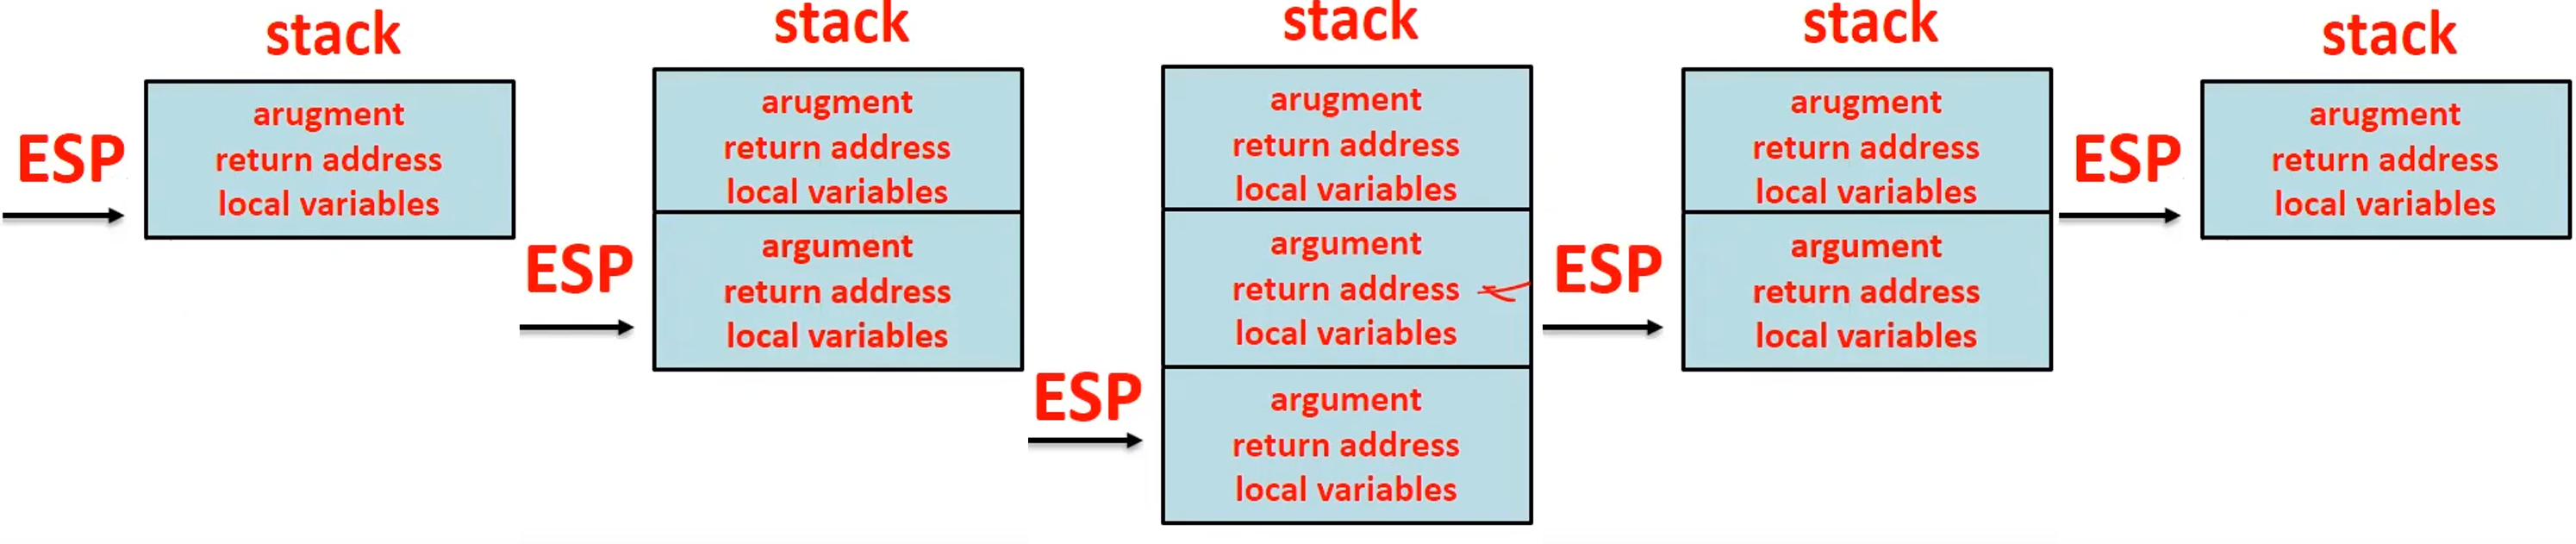 stack
arugment
return address
local variables
ESP
stack
arugment
return address
local variables
argument
return address
local variables
ESP
stack
arugment
return address
local variables
argument
return address
local variables
argument
return address
local variables
ESP
stack
arugment
return address
local variables
argument
return address
local variables
ESP
stack
arugment
return address
local variables
ESP